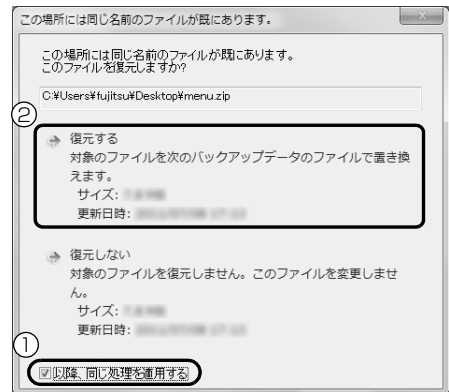 この場所には同じ名前のファイルが既にあります。
この場所には同じ名前のファイルが既にあります。
このファイルを復元しますか?
C:¥Users¥fujitsu¥Desktop¥menu.zip
②
復元する
対象のファイルを次のバックアップデータのファイルで置き換
えます。
サイズ:
更新日時:
復元しない
対象のファイルを復元しません。このファイルを変更しませ
ん。
サイズ:
更新日時:
①
以降、同じ処理を適用する